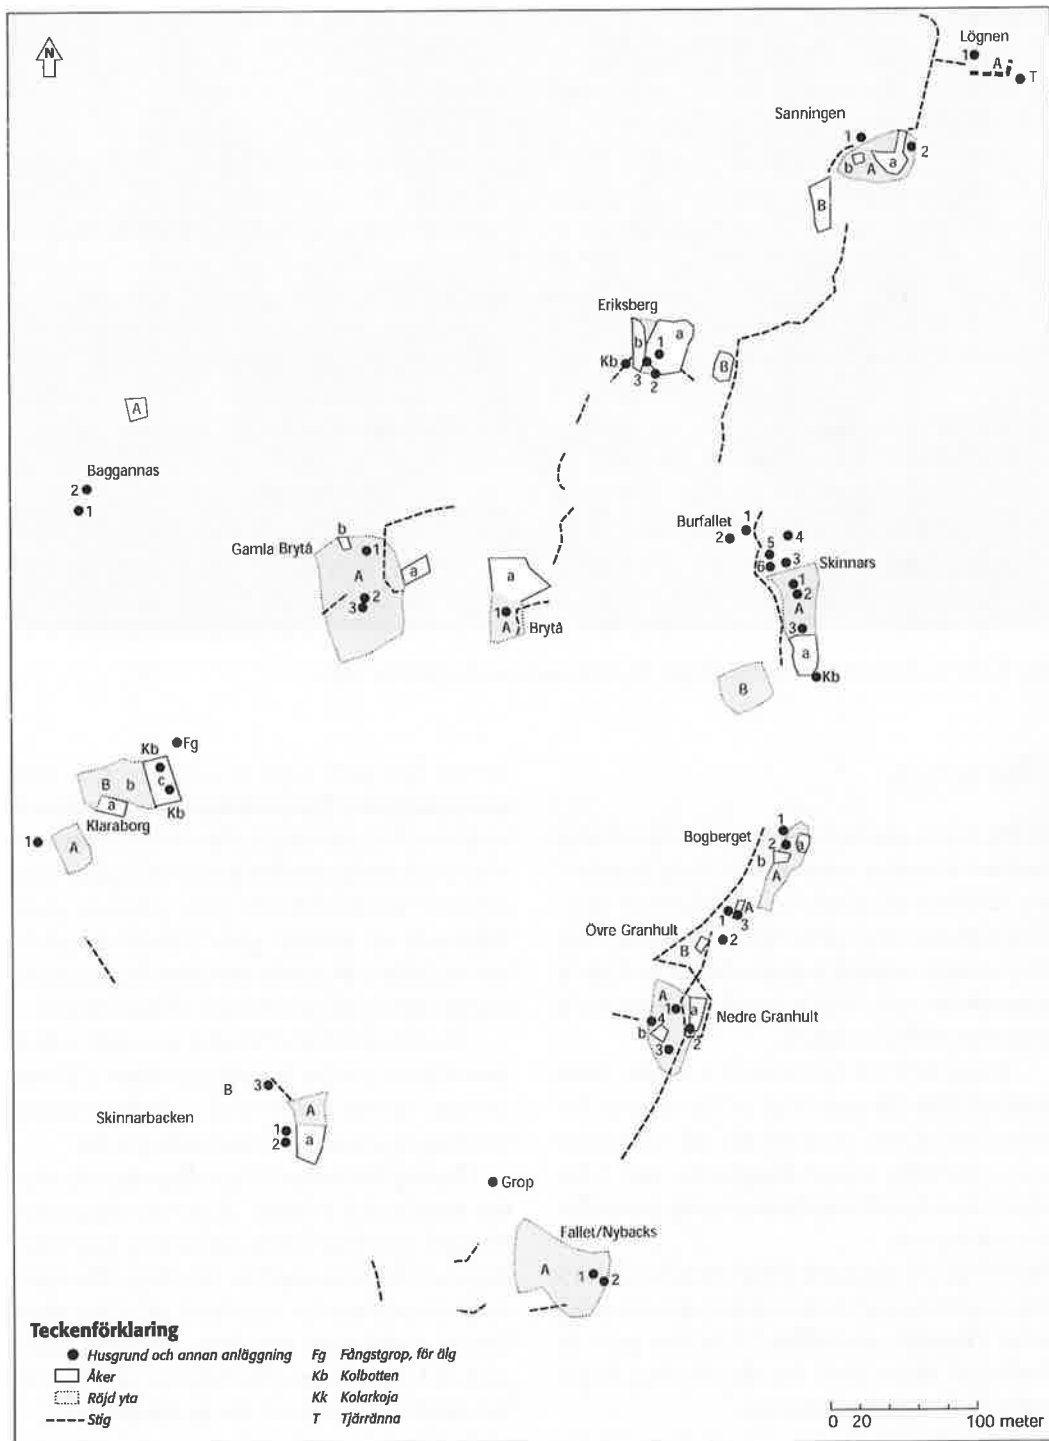 N
Lögnen
1
A
T
Sanningen
1
2
b
A
a
B
Eriksberg
b
1
a
Kb
3
2
B
A
Baggannas
2
1
Gamla Brytå
b
1
A
a
2
3
a
1
A
Brytå
Burfallet
1
2
4
5
3
6
Skinnars
1
2
A
3
a
Kb
B
Fg
Kb
B
b
c
a
Kb
Klaraborg
1
A
Bogberget
1
2
a
b
A
Övre Granhult
A
1
3
2
B
A
1
a
Nedre Granhult
4
b
2
3
B
3
A
Skinnarbacken
1
2
a
Grop
Fallet/Nybacks
A
1
2
Teckenförklaring
Husgrund och annan anläggning
Fg Fångstgrop, för älg
Åker
Kb Kolbotten
Röjd yta
Kk Kolarkoja
Stig
T Tjärränna
0 20 100 meter